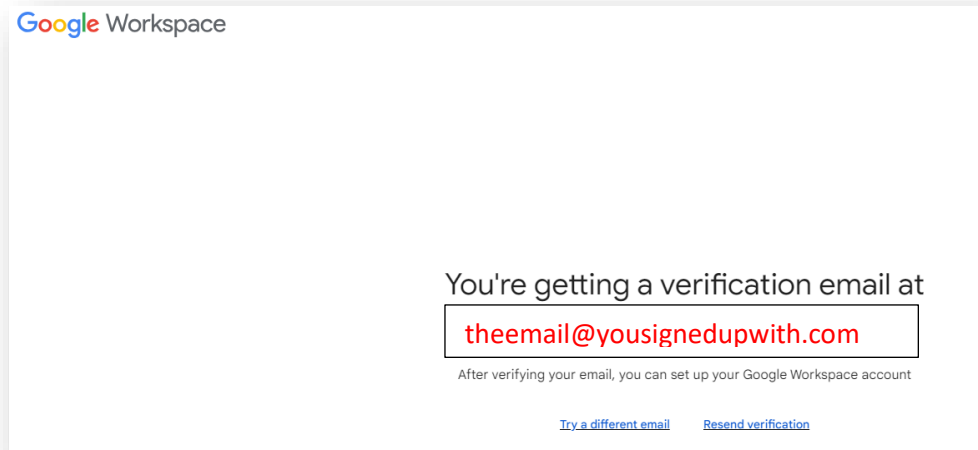 Google Workspace
You're getting a verification email at
theemail@yousignedupwith.com
After verifying your email, you can set up your Google Workspace account
Try a different email Resend verification